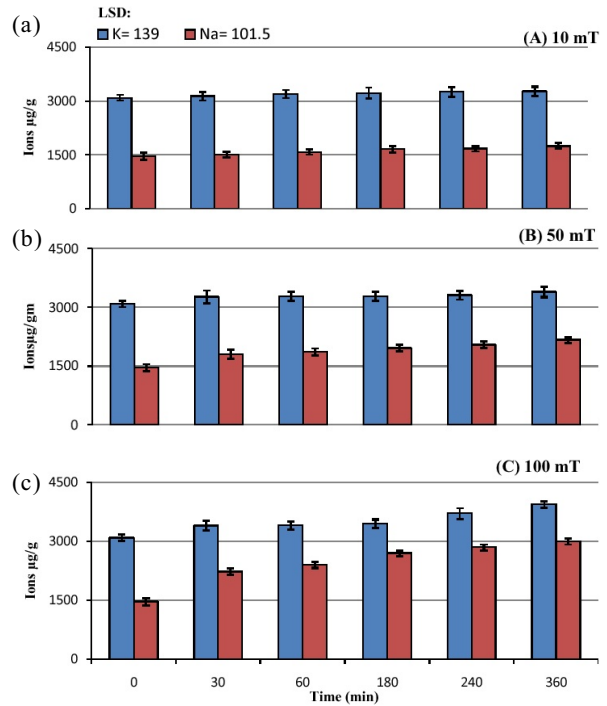 (a)
LSD:
K= 139 Na= 101.5
(A) 10 mT
4500
3000
1500
0
Ions µg/g
(b)
(B) 50 mT
4500
3000
1500
0
Ionsµg/gm
(c)
(C) 100 mT
4500
3000
1500
0
Ions µg/g
0 30 60 180 240 360
Time (min)